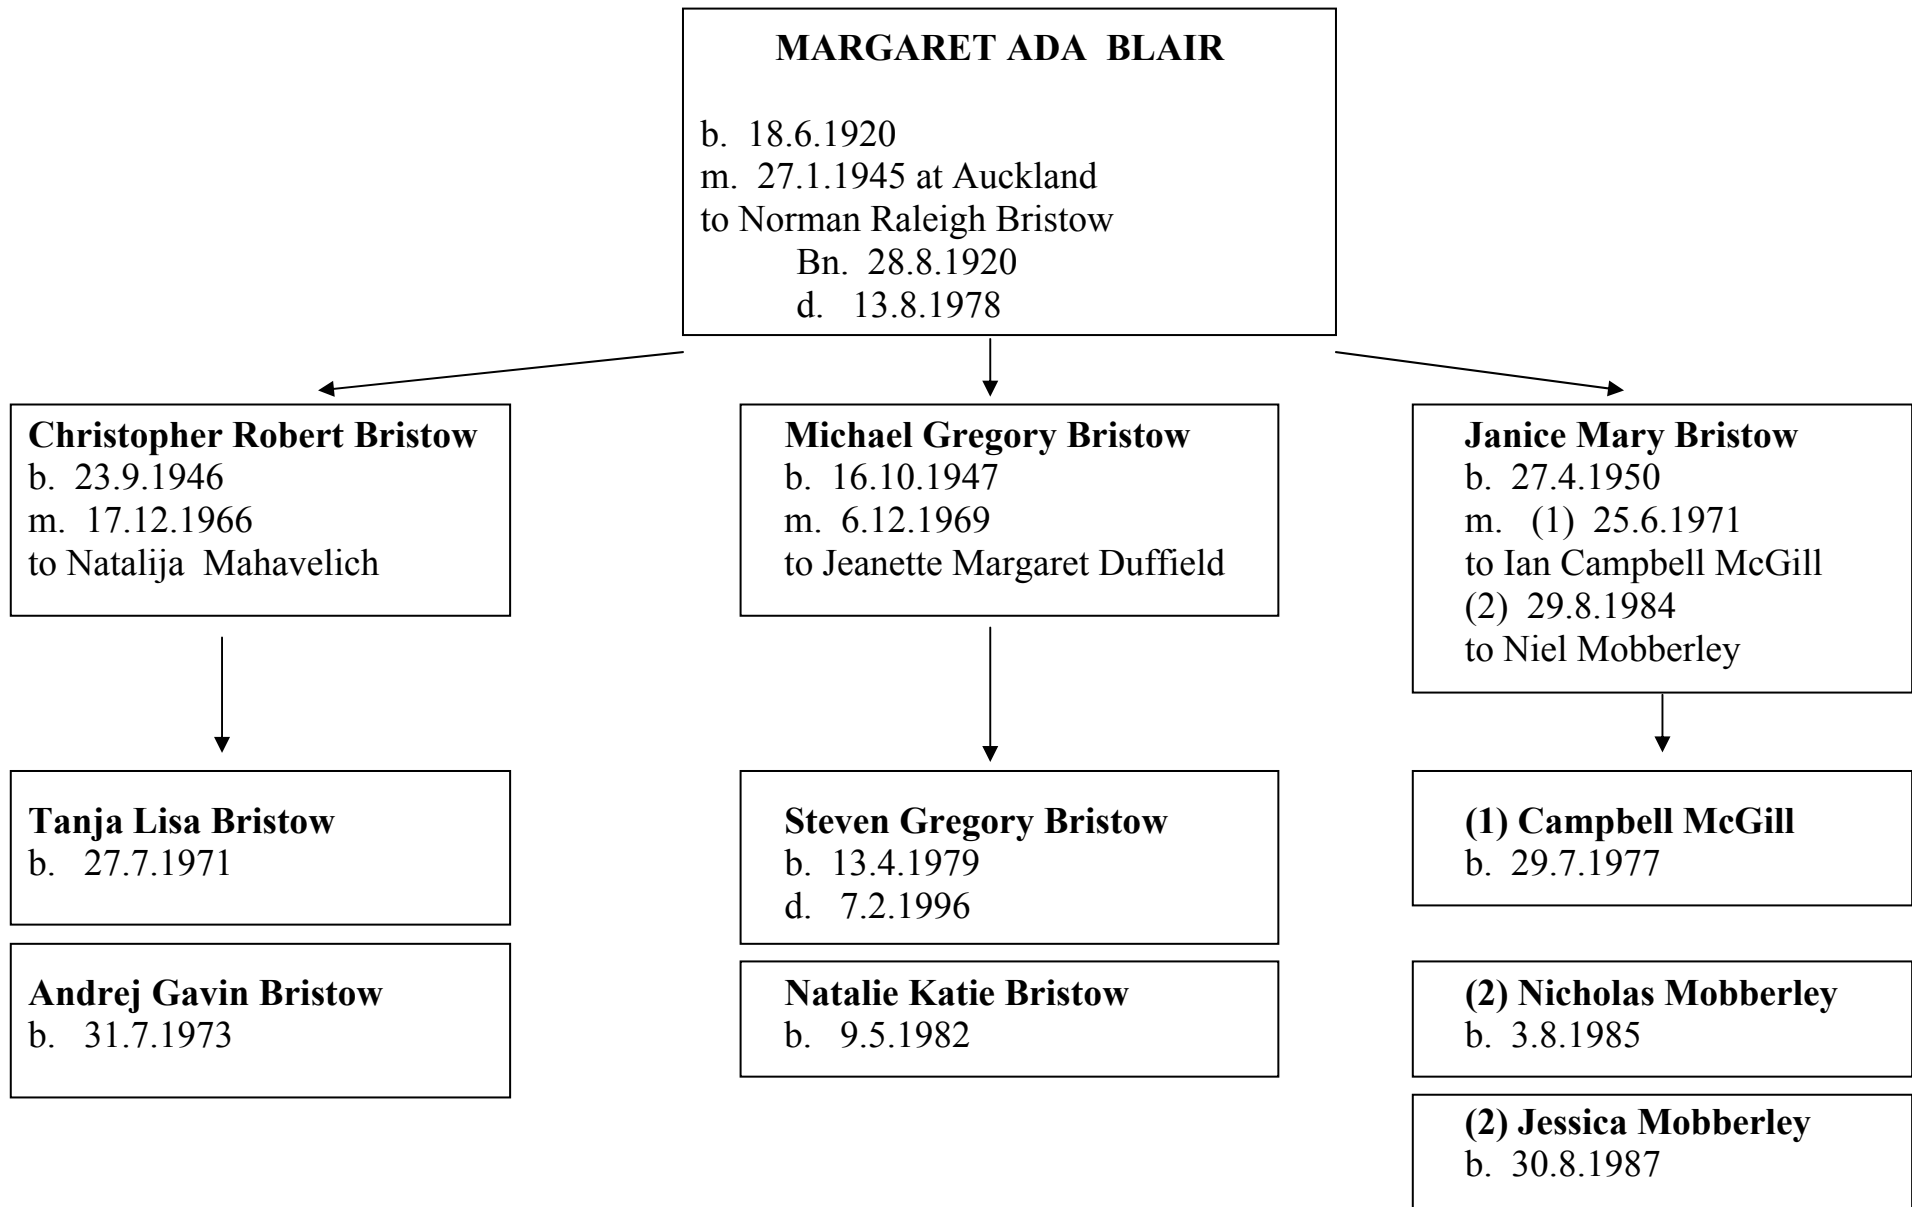 MARGARET ADA BLAIR
b. 18.6.1920
m. 27.1.1945 at Auckland
to Norman Raleigh Bristow
Bn. 28.8.1920
d. 13.8.1978
Christopher Robert Bristow
b. 23.9.1946
m. 17.12.1966
to Natalija Mahavelich
Michael Gregory Bristow
b. 16.10.1947
m. 6.12.1969
to Jeanette Margaret Duffield
Janice Mary Bristow
b. 27.4.1950
m. (1) 25.6.1971
to Ian Campbell McGill
(2) 29.8.1984
to Niel Mobberley
Tanja Lisa Bristow
b. 27.7.1971
Steven Gregory Bristow
b. 13.4.1979
d. 7.2.1996
(1) Campbell McGill
b. 29.7.1977
Andrej Gavin Bristow
b. 31.7.1973
Natalie Katie Bristow
b. 9.5.1982
(2) Nicholas Mobberley
b. 3.8.1985
(2) Jessica Mobberley
b. 30.8.1987